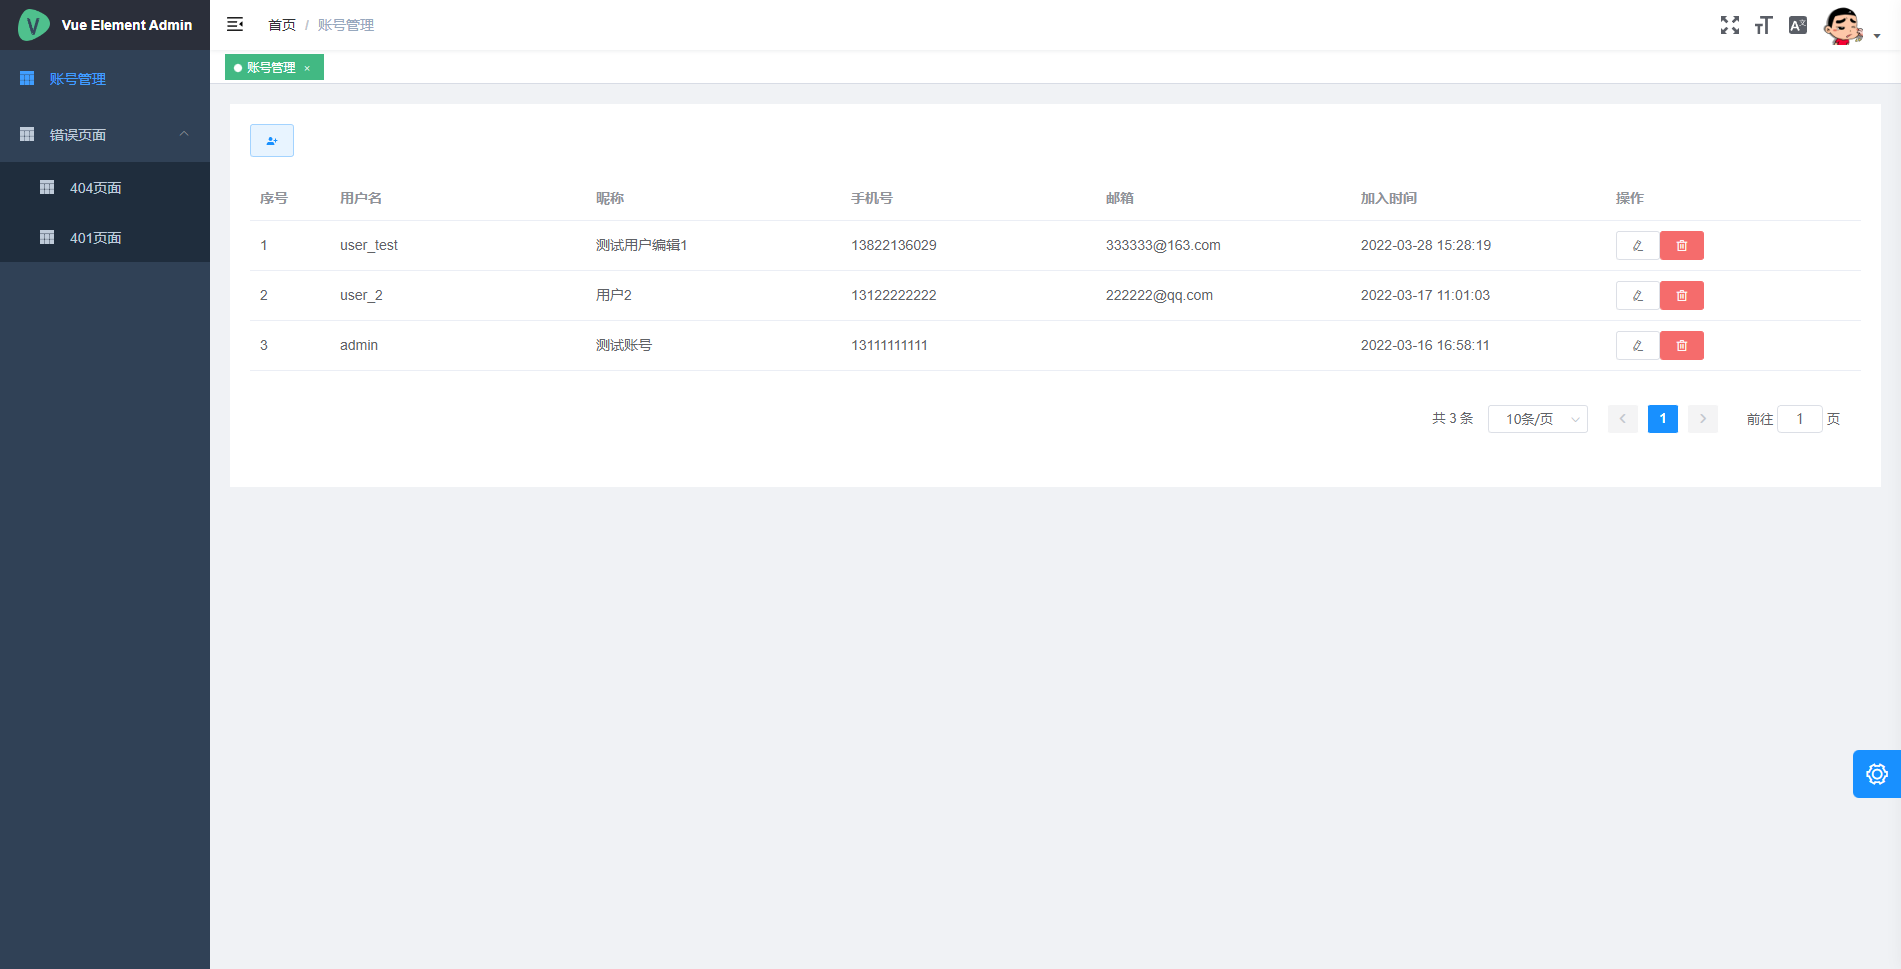 Vue Element Admin
首页 / 账号管理
账号管理 ×
账号管理
错误页面
404页面
401页面
序号 用户名 昵称 手机号 邮箱 加入时间 操作
1 user_test 测试用户编辑1 13822136029 333333@163.com 2022-03-28 15:28:19
2 user_2 用户2 13122222222 222222@qq.com 2022-03-17 11:01:03
3 admin 测试账号 13111111111 2022-03-16 16:58:11
共 3 条 10条/页 1 前往 1 页